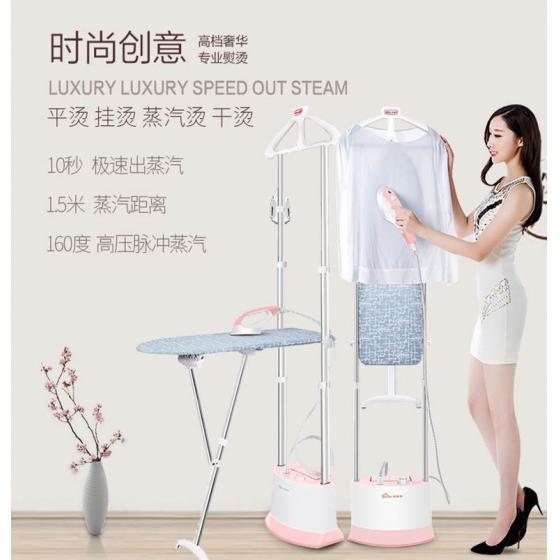 时尚创意
高档奢华
专业熨烫
LUXURY LUXURY SPEED OUT STEAM
平烫 挂烫 蒸汽烫 干烫
10秒 极速出蒸汽
1.5米 蒸汽距离
160度 高压脉冲蒸汽